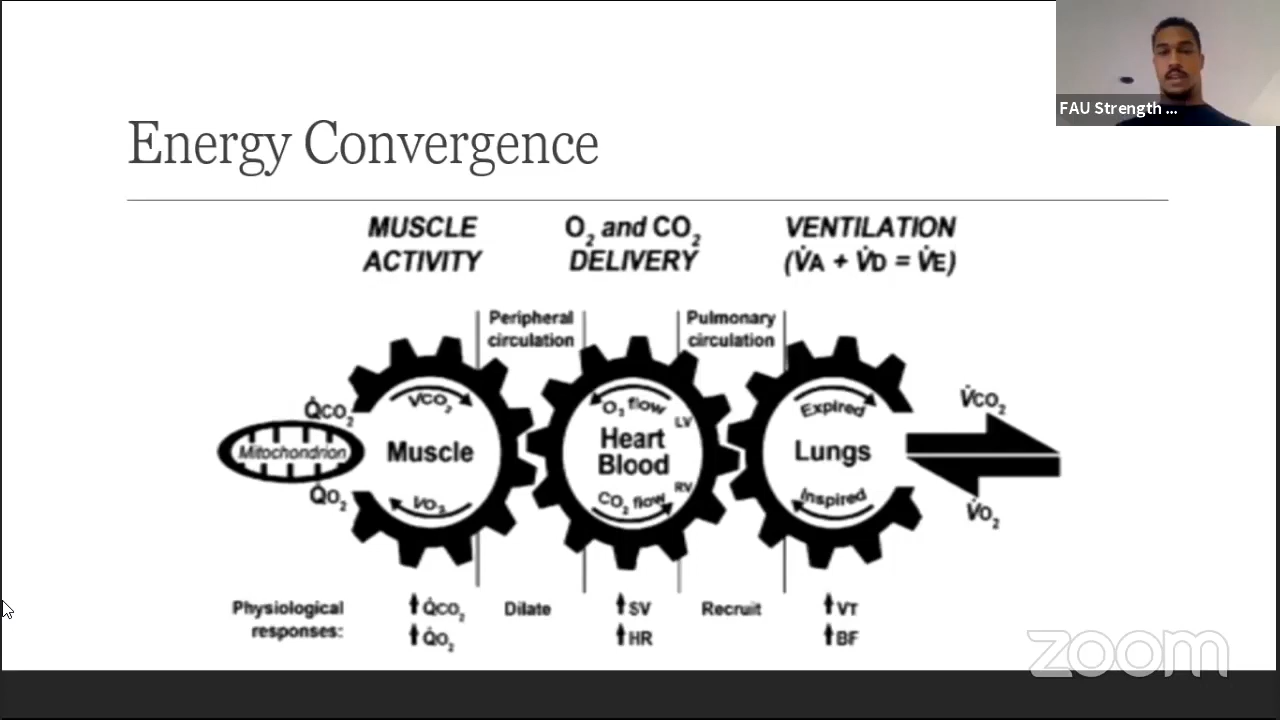 FAU Strength ...
Energy Convergence
MUSCLE
ACTIVITY
O₂ and CO₂
DELIVERY
VENTILATION
(V̇A + V̇D = V̇E)
Peripheral
circulation
Pulmonary
circulation
Q̇CO₂
Mitochondrion
Q̇O₂
V̇CO₂
Muscle
V̇O₂
O₂ flow
LV
Heart
Blood
RV
CO₂ flow
Expired
Lungs
Inspired
V̇CO₂
V̇O₂
Physiological
responses:
↑ Q̇CO₂
↑ Q̇O₂
Dilate
↑ SV
↑ HR
Recruit
↑ VT
↑ BF
zoom